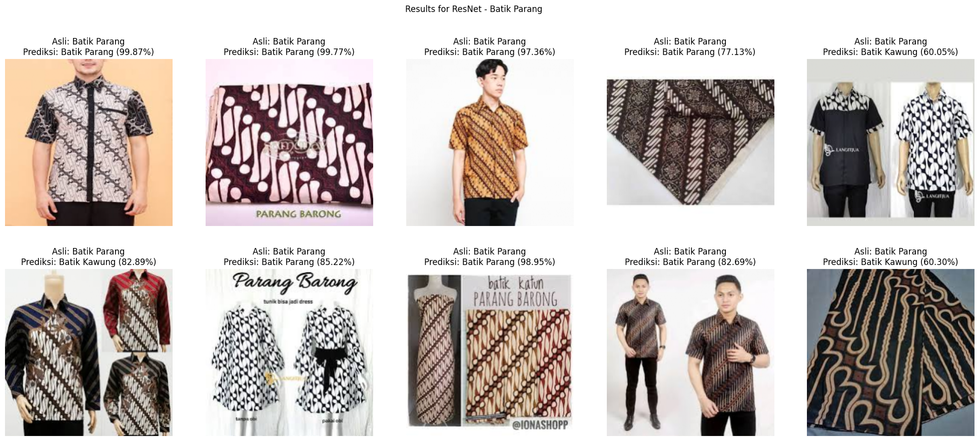 Results for ResNet - Batik Parang
Asli: Batik Parang
Prediksi: Batik Parang (99.87%)
Asli: Batik Parang
Prediksi: Batik Parang (99.77%)
PARANG BARONG
Asli: Batik Parang
Prediksi: Batik Parang (97.36%)
Asli: Batik Parang
Prediksi: Batik Parang (77.13%)
Asli: Batik Parang
Prediksi: Batik Kawung (60.05%)
Asli: Batik Parang
Prediksi: Batik Kawung (82.89%)
Asli: Batik Parang
Prediksi: Batik Parang (85.22%)
Parang Barong
tunik bisa jadi dress
Asli: Batik Parang
Prediksi: Batik Parang (98.95%)
batik katun
PARANG BARONG
@IONASHOPP
Asli: Batik Parang
Prediksi: Batik Parang (82.69%)
Asli: Batik Parang
Prediksi: Batik Kawung (60.30%)